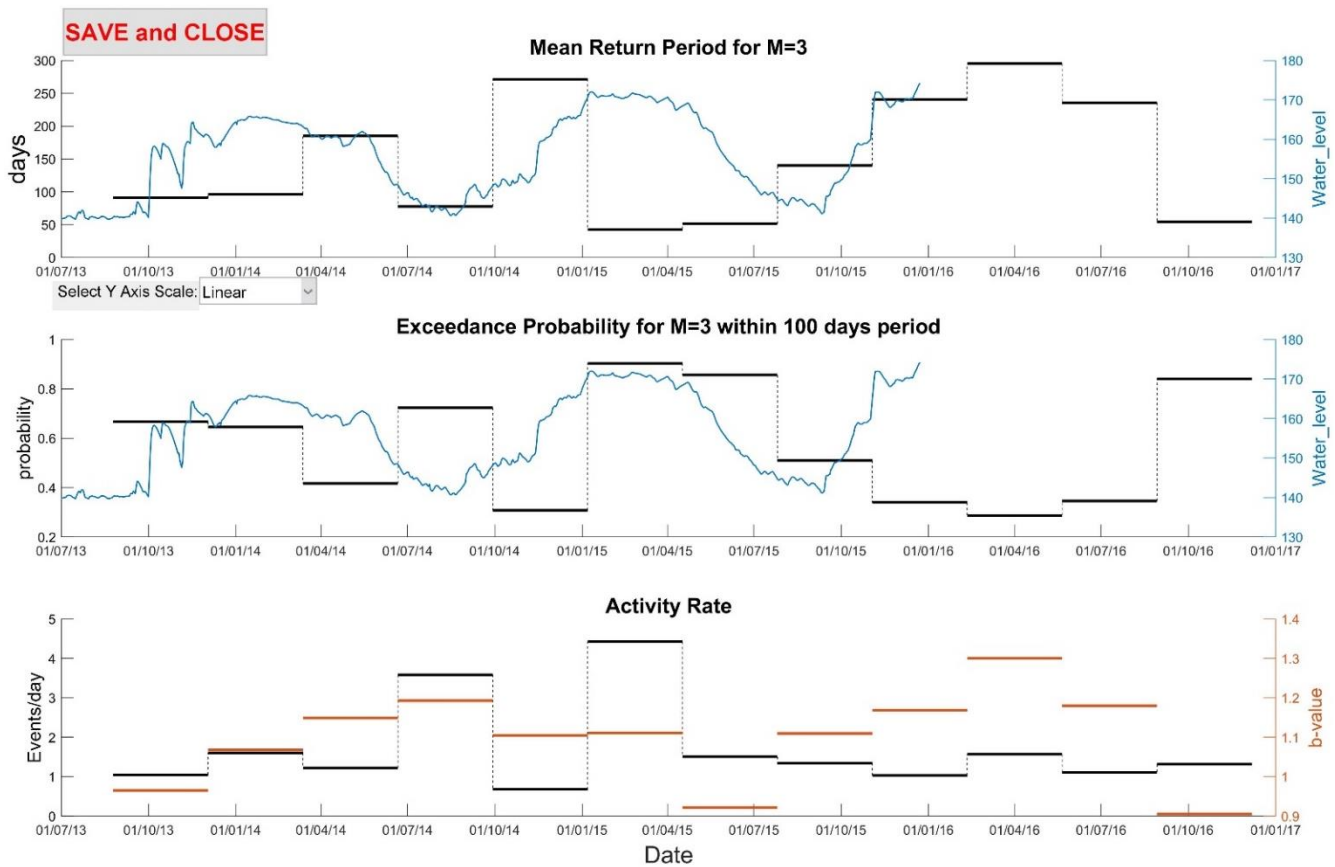 SAVE and CLOSE
Mean Return Period for M=3
300
250
200
150
100
50
0
days
180
170
160
150
140
130
Water_level
01/07/13 01/10/13 01/01/14 01/04/14 01/07/14 01/10/14 01/01/15 01/04/15 01/07/15 01/10/15 01/01/16 01/04/16 01/07/16 01/10/16 01/01/17
Select Y Axis Scale: Linear
Exceedance Probability for M=3 within 100 days period
1
0.8
0.6
0.4
0.2
probability
180
170
160
150
140
130
Water_level
01/07/13 01/10/13 01/01/14 01/04/14 01/07/14 01/10/14 01/01/15 01/04/15 01/07/15 01/10/15 01/01/16 01/04/16 01/07/16 01/10/16 01/01/17
Activity Rate
5
4
3
2
1
0
Events/day
1.4
1.3
1.2
1.1
1
0.9
b-value
01/07/13 01/10/13 01/01/14 01/04/14 01/07/14 01/10/14 01/01/15 01/04/15 01/07/15 01/10/15 01/01/16 01/04/16 01/07/16 01/10/16 01/01/17
Date